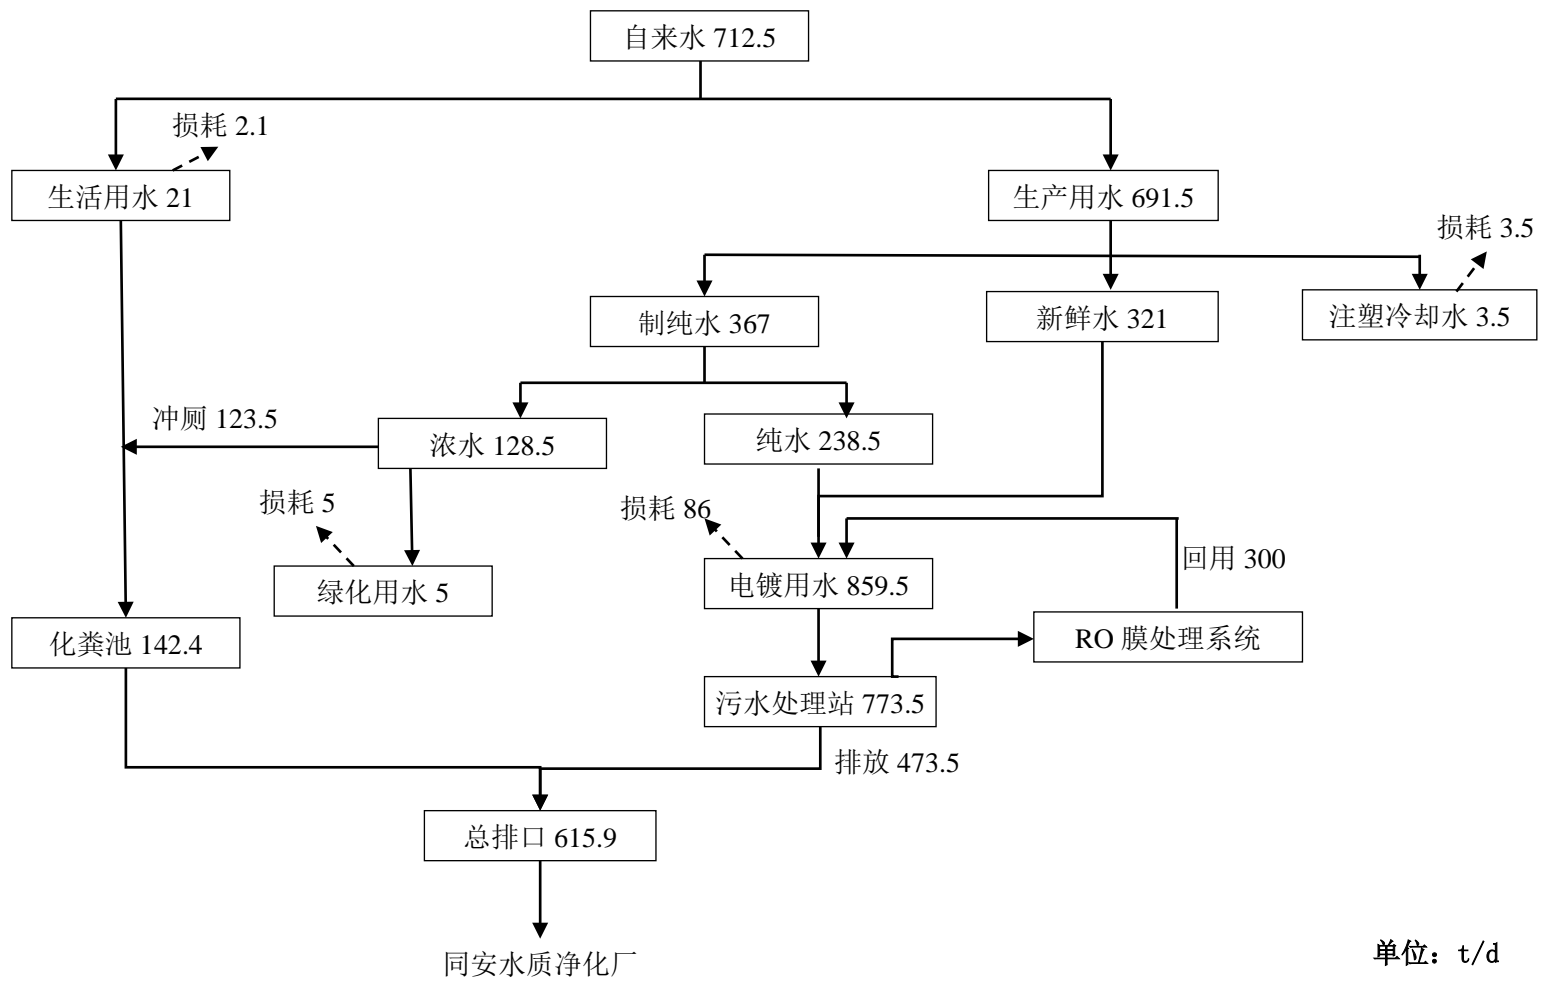 自来水 712.5
损耗 2.1
生活用水 21
生产用水 691.5
损耗 3.5
制纯水 367
新鲜水 321
注塑冷却水 3.5
冲厕 123.5
浓水 128.5
纯水 238.5
损耗 5
损耗 86
回用 300
绿化用水 5
电镀用水 859.5
化粪池 142.4
RO 膜处理系统
污水处理站 773.5
排放 473.5
总排口 615.9
同安水质净化厂
单位：t/d